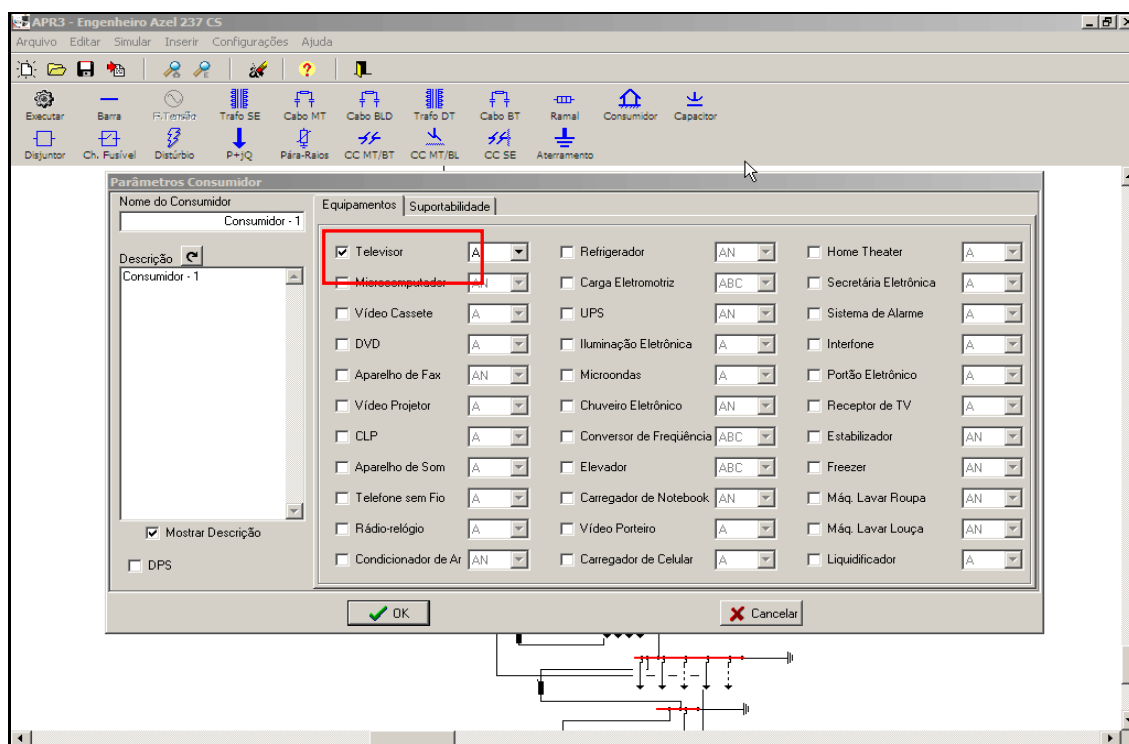 APR3 - Engenheiro Azel 237 CS
Arquivo Editar Simular Inserir Configurações Ajuda
Executar Barra F.Tensão Trafo SE Cabo MT Cabo BLD Trafo DT Cabo BT Ramal Consumidor Capacitor
Disjuntor Ch. Fusível Distúrbio P+jQ Pára-Raios CC MT/BT CC MT/BL CC SE Aterramento
Parâmetros Consumidor
Nome do Consumidor
Consumidor - 1
Descrição
Consumidor - 1
Mostrar Descrição
DPS
Equipamentos Suportabilidade
Televisor A Refrigerador AN Home Theater A
Microcomputador AN Carga Eletromotriz ABC Secretária Eletrônica A
Vídeo Cassete A UPS AN Sistema de Alarme A
DVD A Iluminação Eletrônica A Interfone A
Aparelho de Fax AN Microondas A Portão Eletrônico A
Vídeo Projetor A Chuveiro Eletrônico AN Receptor de TV A
CLP A Conversor de Freqüência ABC Estabilizador AN
Aparelho de Som A Elevador ABC Freezer AN
Telefone sem Fio A Carregador de Notebook AN Máq. Lavar Roupa AN
Rádio-relógio A Vídeo Porteiro A Máq. Lavar Louça AN
Condicionador de Ar AN Carregador de Celular A Liquidificador A
OK Cancelar